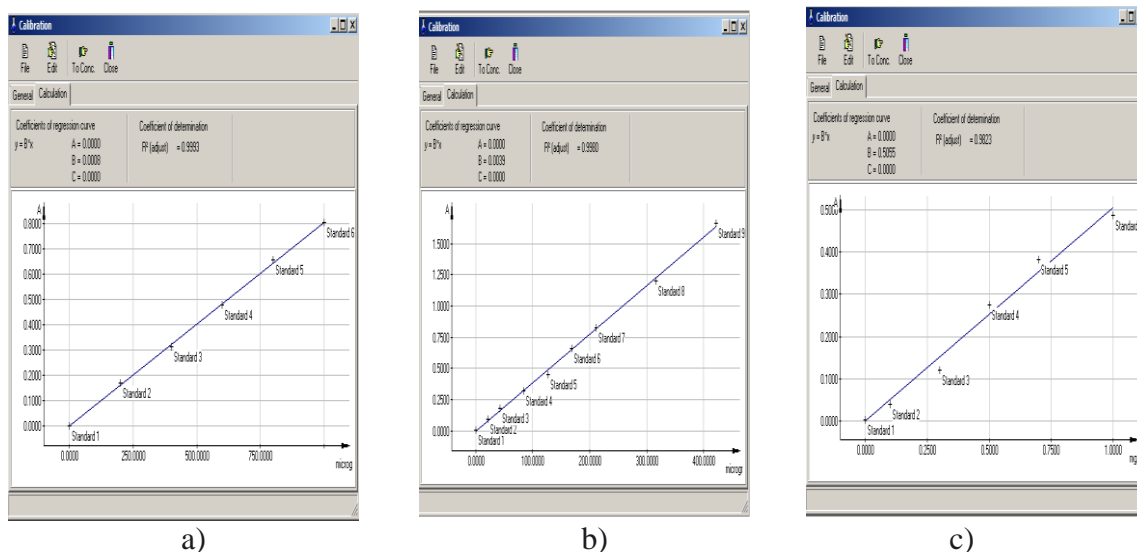 Calibration
File Edit To Conc. Close
General Calculation
Coefficients of regression curve Coefficient of determination
y = B*x A = 0.0000 R² (adjust) = 0.9993
B = 0.0008
C = 0.0000
A
0.8000
0.7000
0.6000
0.5000
0.4000
0.3000
0.2000
0.1000
0.0000
Standard 6
Standard 5
Standard 4
Standard 3
Standard 2
Standard 1
0.0000 250.0000 500.0000 750.0000
microgr
a)
Calibration
File Edit To Conc. Close
General Calculation
Coefficients of regression curve Coefficient of determination
y = B*x A = 0.0000 R² (adjust) = 0.9980
B = 0.0039
C = 0.0000
A
1.5000
1.2500
1.0000
0.7500
0.5000
0.2500
0.0000
Standard 9
Standard 8
Standard 7
Standard 6
Standard 5
Standard 4
Standard 3
Standard 2
Standard 1
0.0000 100.0000 200.0000 300.0000 400.0000
microgr
b)
Calibration
File Edit To Conc. Close
General Calculation
Coefficients of regression curve Coefficient of determination
y = B*x A = 0.0000 R² (adjust) = 0.9823
B = 0.5055
C = 0.0000
A
0.5000
0.4000
0.3000
0.2000
0.1000
0.0000
Standard
Standard 5
Standard 4
Standard 3
Standard 2
Standard 1
0.0000 0.2500 0.5000 0.7500 1.0000
c)